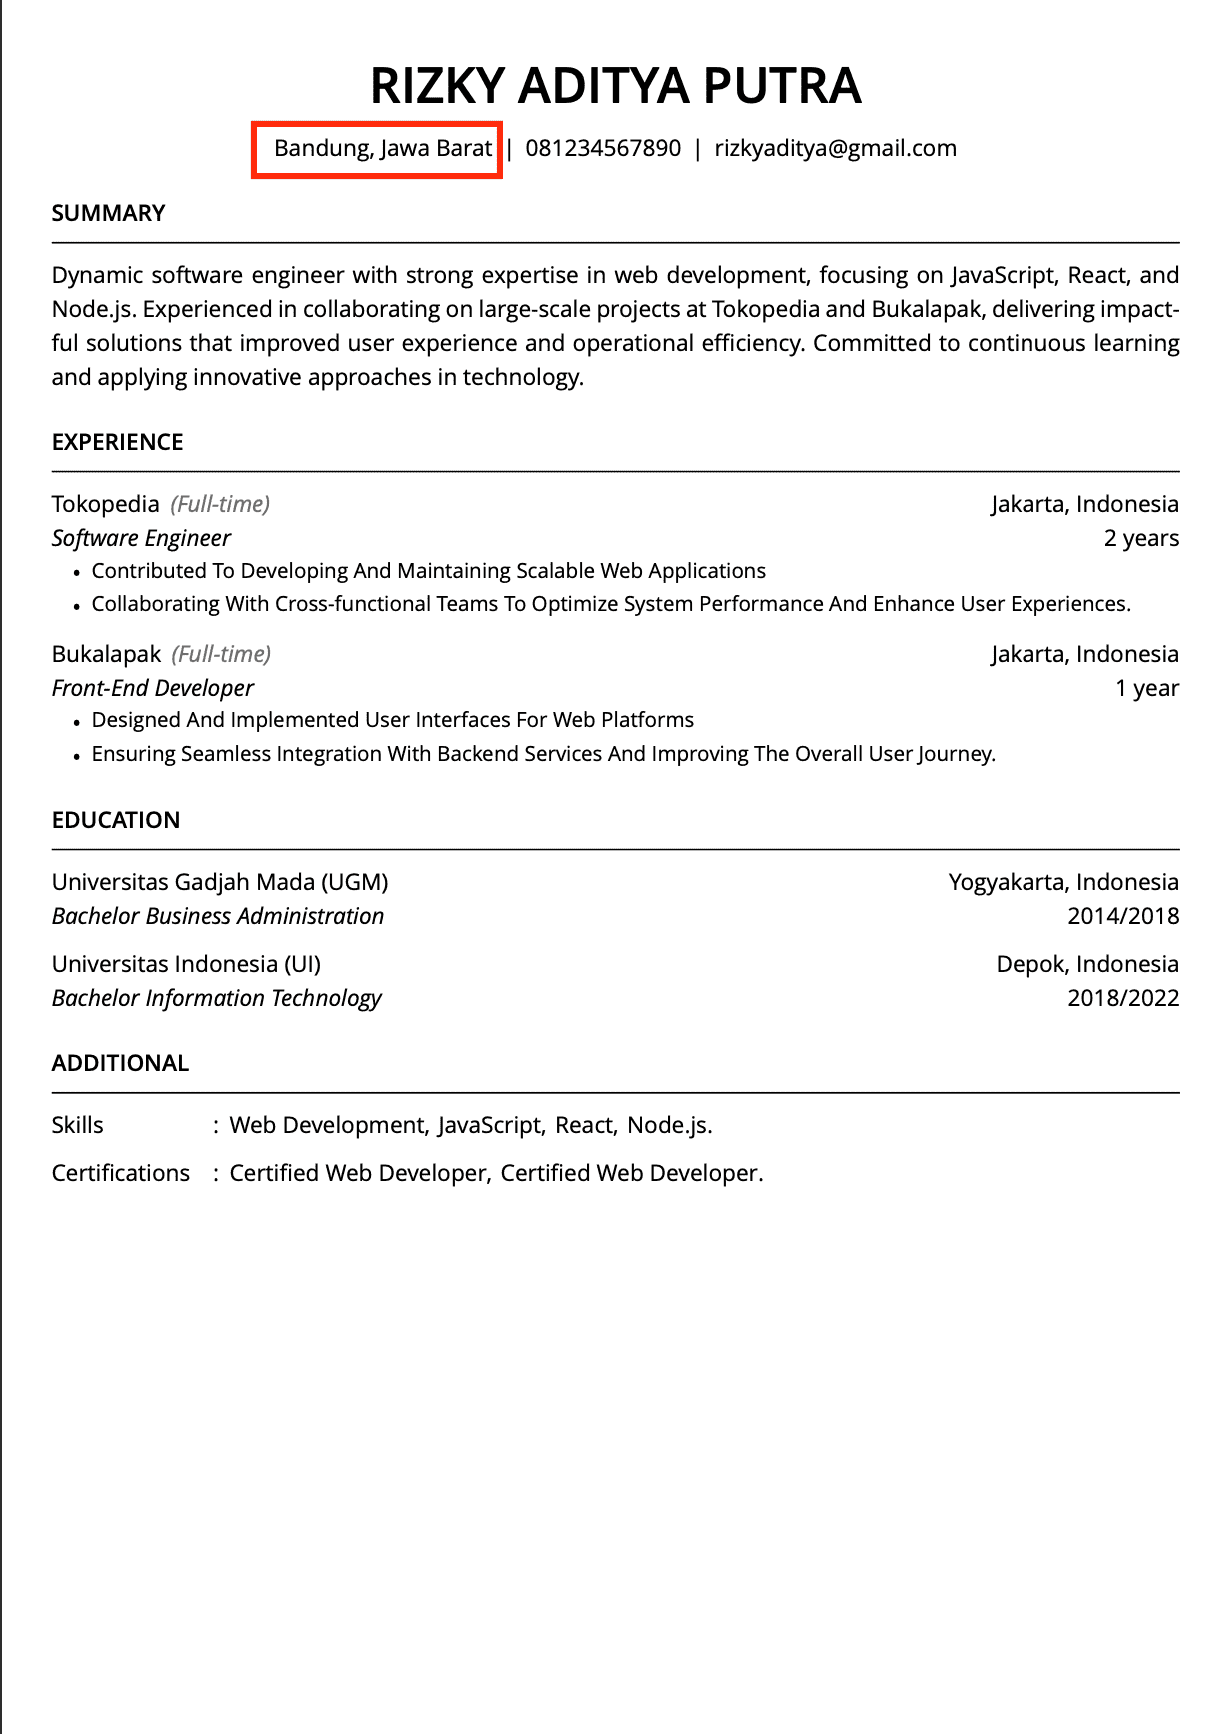 RIZKY ADITYA PUTRA
Bandung, Jawa Barat | 081234567890 | rizkyaditya@gmail.com
SUMMARY
Dynamic software engineer with strong expertise in web development, focusing on JavaScript, React, and
Node.js. Experienced in collaborating on large-scale projects at Tokopedia and Bukalapak, delivering impact-
ful solutions that improved user experience and operational efficiency. Committed to continuous learning
and applying innovative approaches in technology.
EXPERIENCE
Tokopedia (Full-time) Jakarta, Indonesia
Software Engineer 2 years
• Contributed To Developing And Maintaining Scalable Web Applications
• Collaborating With Cross-functional Teams To Optimize System Performance And Enhance User Experiences.
Bukalapak (Full-time) Jakarta, Indonesia
Front-End Developer 1 year
• Designed And Implemented User Interfaces For Web Platforms
• Ensuring Seamless Integration With Backend Services And Improving The Overall User Journey.
EDUCATION
Universitas Gadjah Mada (UGM) Yogyakarta, Indonesia
Bachelor Business Administration 2014/2018
Universitas Indonesia (UI) Depok, Indonesia
Bachelor Information Technology 2018/2022
ADDITIONAL
Skills : Web Development, JavaScript, React, Node.js.
Certifications : Certified Web Developer, Certified Web Developer.